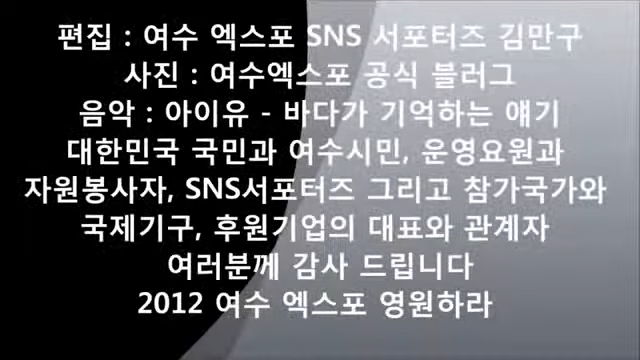 편집 : 여수 엑스포 SNS 서포터즈 김만구
사진 : 여수엑스포 공식 블러그
음악 : 아이유 - 바다가 기억하는 얘기
대한민국 국민과 여수시민, 운영요원과
자원봉사자, SNS서포터즈 그리고 참가국가와
국제기구, 후원기업의 대표와 관계자
여러분께 감사 드립니다
2012 여수 엑스포 영원하라